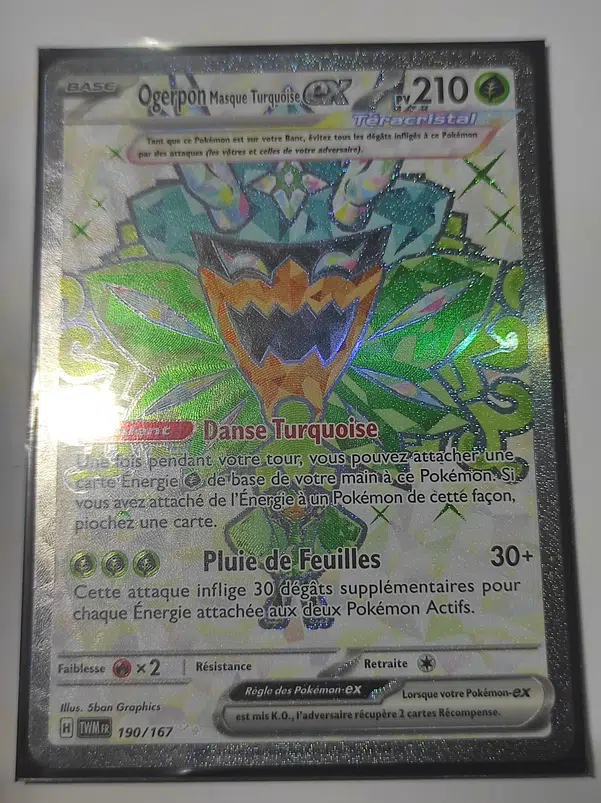 BASE Ogerpon Masque Turquoise ex PV 210
Téracristal
Tant que ce Pokémon est sur votre Banc, évitez tous les dégâts infligés à ce Pokémon
par des attaques (les vôtres et celles de votre adversaire).
Danse Turquoise
Une fois pendant votre tour, vous pouvez attacher une
carte Énergie de base de votre main à ce Pokémon. Si
vous avez attaché de l'Énergie à un Pokémon de cette façon,
piochez une carte.
Pluie de Feuilles 30+
Cette attaque inflige 30 dégâts supplémentaires pour
chaque Énergie attachée aux deux Pokémon Actifs.
Faiblesse ×2 Résistance Retraite
Règle des Pokémon-ex Lorsque votre Pokémon-ex
est mis K.O., l'adversaire récupère 2 cartes Récompense.
Illus. 5ban Graphics
H TWM FR 190/167